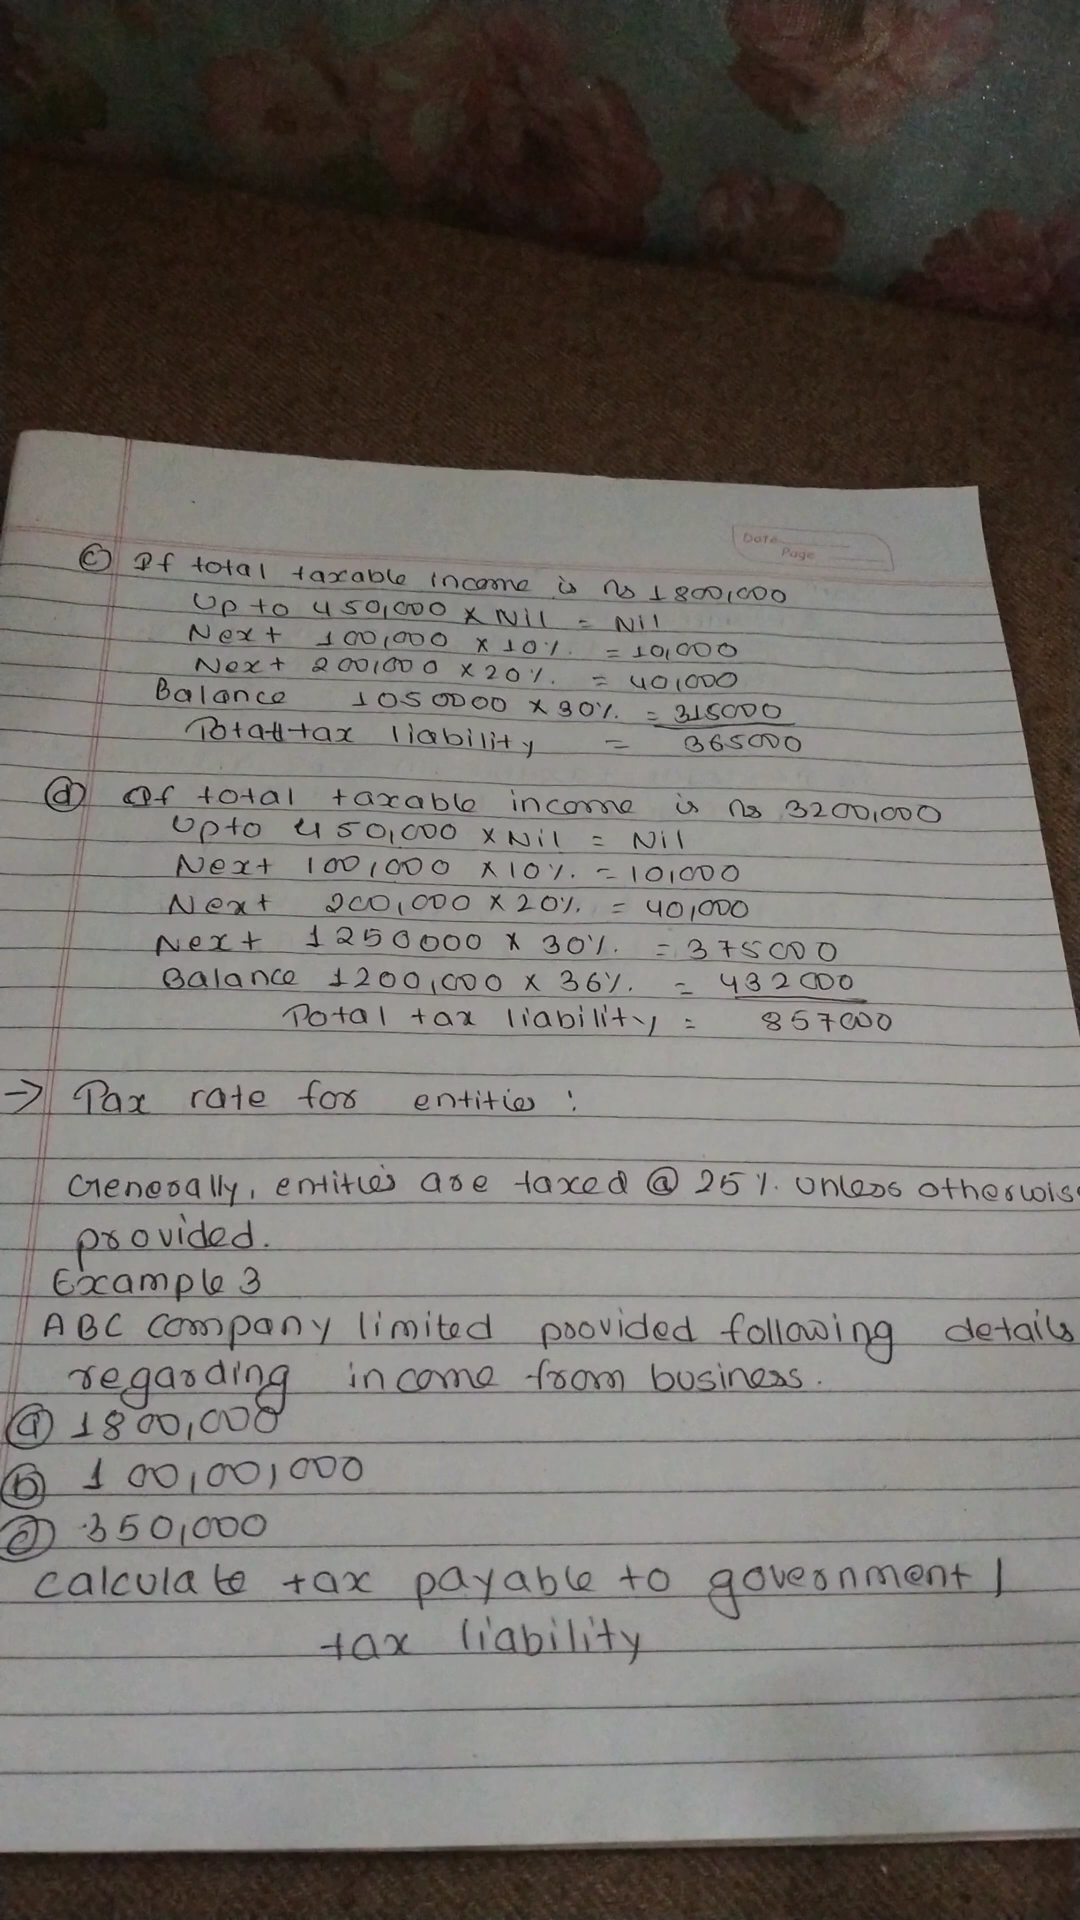 Date
Page
(c) If total taxable income is rs 1800,000
Up to 450,000 x Nil = Nil
Next 100,000 x 10% = 10,000
Next 200,000 x 20% = 40,000
Balance 1050000 x 30% = 315000
Total tax liability = 365000
(d) If total taxable income is rs 3200,000
Upto 450,000 x Nil = Nil
Next 100,000 x 10% = 10,000
Next 200,000 x 20% = 40,000
Next 1250000 x 30% = 375000
Balance 1200,000 x 36% = 432000
Total tax liability = 857000
→ Tax rate for entities :
Generally, entities are taxed @ 25% unless otherwis
provided.
Example 3
ABC company limited provided following details
regarding income from business.
(a) 1800,000
(b) 100,00,000
(c) 350,000
calculate tax payable to government /
tax liability